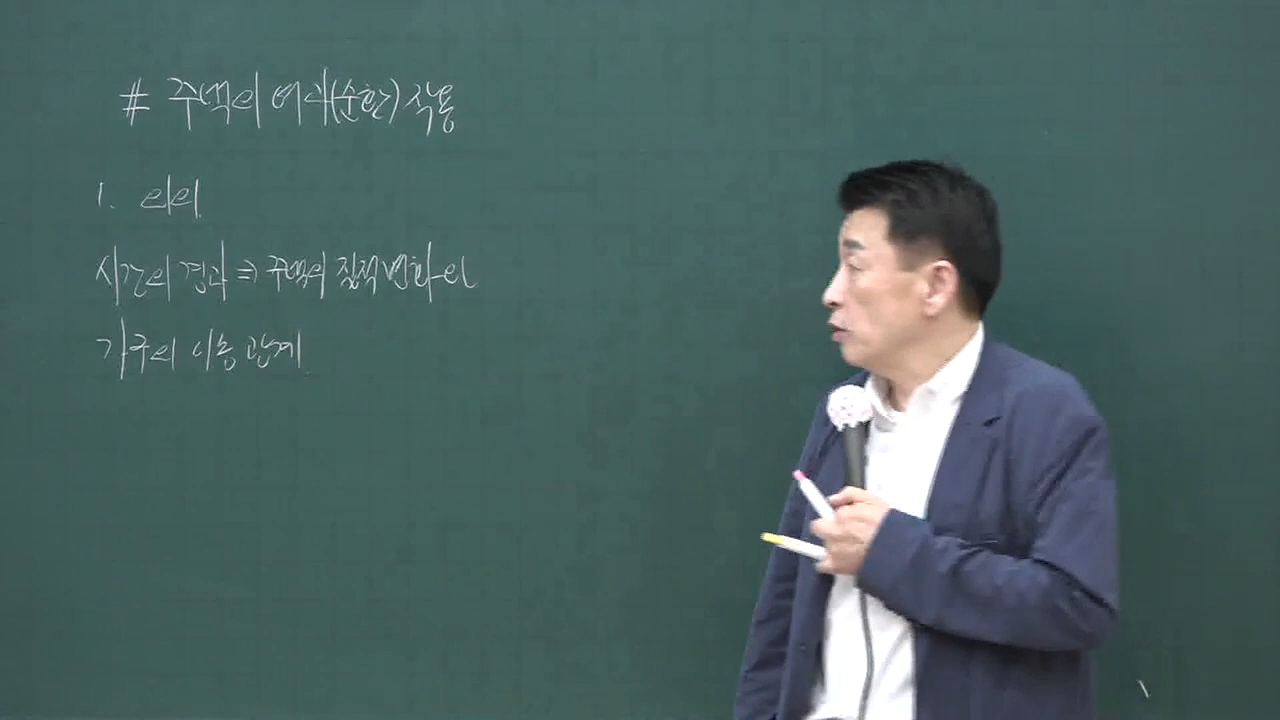 # 주택의 여과(순환)작용
1. 의의
시간의 경과 ⇒ 주택의 질적 변화와
가구의 이동 관계